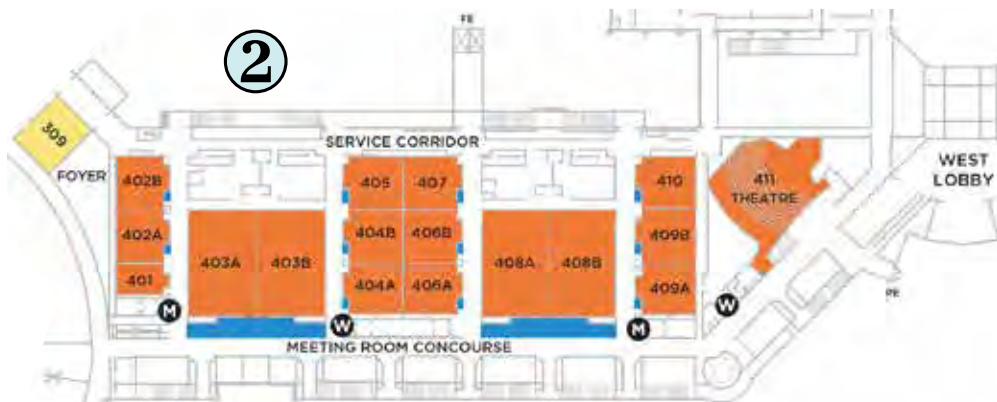 2
FE
309
SERVICE CORRIDOR
FOYER
WEST
LOBBY
402B
405
407
410
411
THEATRE
402A
404B
406B
409B
403A
403B
408A
408B
401
404A
406A
409A
FE
M
W
M
W
MEETING ROOM CONCOURSE